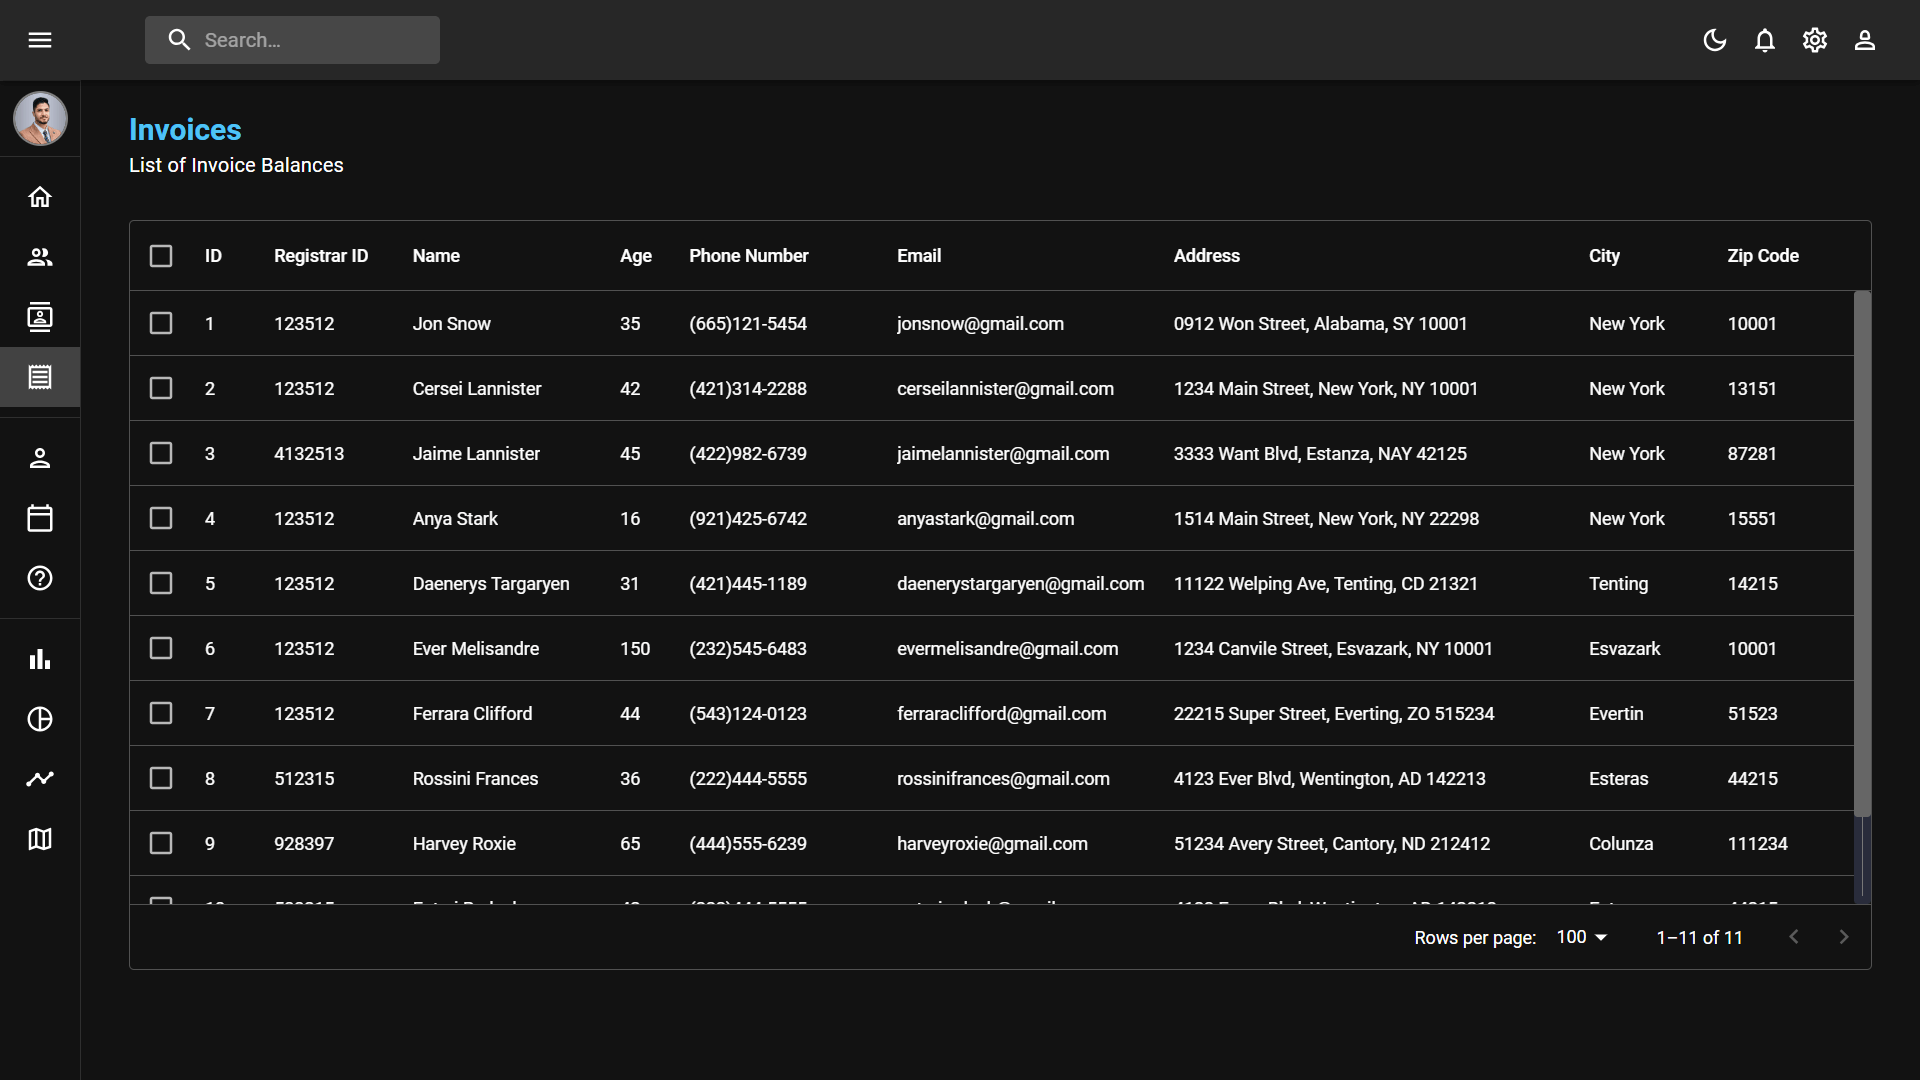 Search...
Invoices
List of Invoice Balances
ID Registrar ID Name Age Phone Number Email Address City Zip Code
1 123512 Jon Snow 35 (665)121-5454 jonsnow@gmail.com 0912 Won Street, Alabama, SY 10001 New York 10001
2 123512 Cersei Lannister 42 (421)314-2288 cerseilannister@gmail.com 1234 Main Street, New York, NY 10001 New York 13151
3 4132513 Jaime Lannister 45 (422)982-6739 jaimelannister@gmail.com 3333 Want Blvd, Estanza, NAY 42125 New York 87281
4 123512 Anya Stark 16 (921)425-6742 anyastark@gmail.com 1514 Main Street, New York, NY 22298 New York 15551
5 123512 Daenerys Targaryen 31 (421)445-1189 daenerystargaryen@gmail.com 11122 Welping Ave, Tenting, CD 21321 Tenting 14215
6 123512 Ever Melisandre 150 (232)545-6483 evermelisandre@gmail.com 1234 Canvile Street, Esvazark, NY 10001 Esvazark 10001
7 123512 Ferrara Clifford 44 (543)124-0123 ferraraclifford@gmail.com 22215 Super Street, Everting, ZO 515234 Evertin 51523
8 512315 Rossini Frances 36 (222)444-5555 rossinifrances@gmail.com 4123 Ever Blvd, Wentington, AD 142213 Esteras 44215
9 928397 Harvey Roxie 65 (444)555-6239 harveyroxie@gmail.com 51234 Avery Street, Cantory, ND 212412 Colunza 111234
Rows per page: 100 1–11 of 11